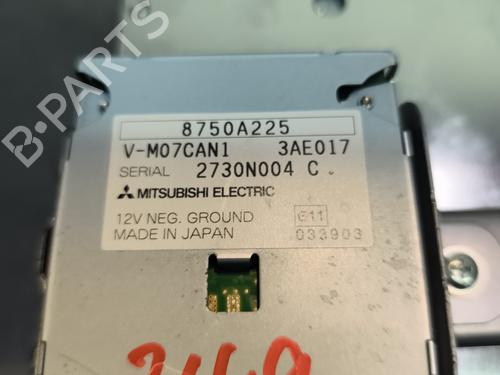 B-PARTS
8750A225
V-M07CAN1 3AE017
SERIAL 2730N004 C
MITSUBISHI ELECTRIC
12V NEG. GROUND E11
MADE IN JAPAN 033903